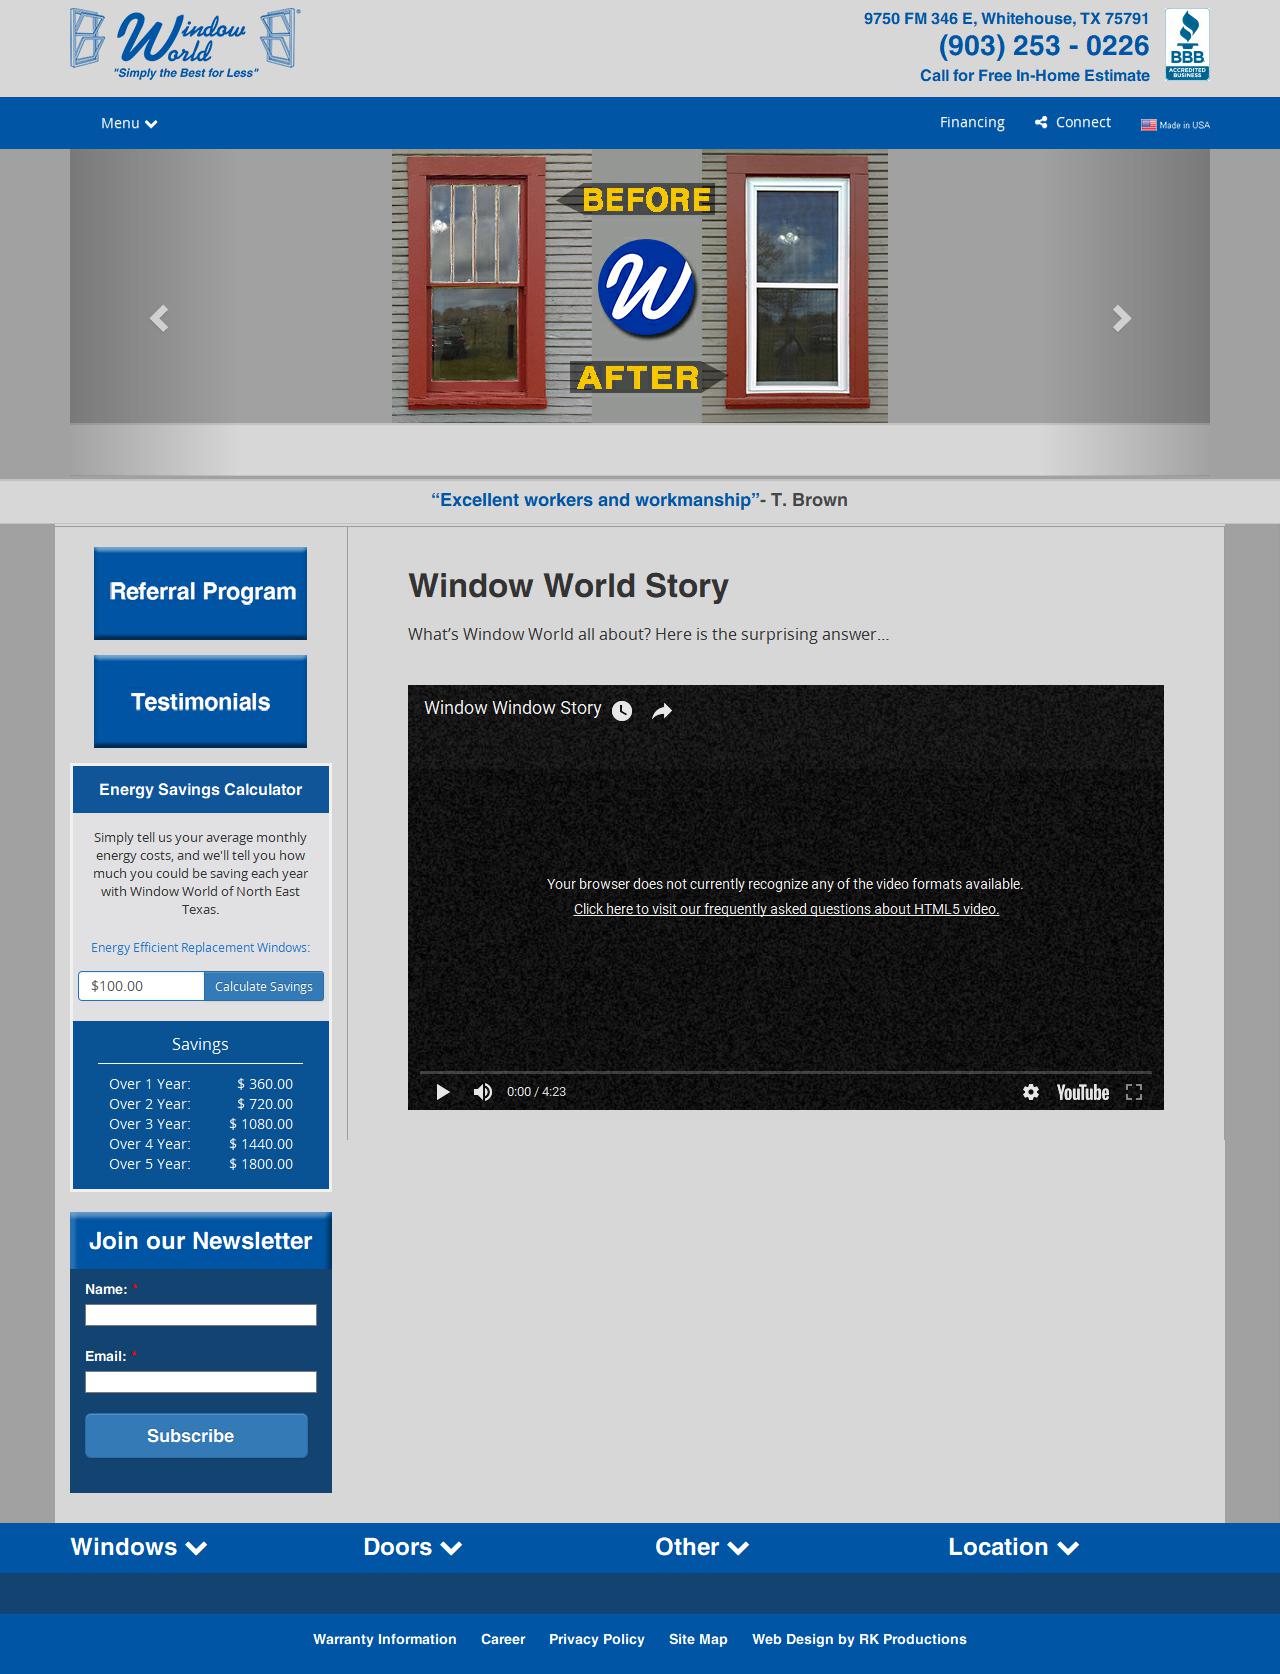 Window
World
"Simply the Best for Less"
9750 FM 346 E, Whitehouse, TX 75791
(903) 253 - 0226
Call for Free In-Home Estimate
BBB
ACCREDITED
BUSINESS
Menu
Financing
Connect
Made in USA
BEFORE
W
AFTER
“Excellent workers and workmanship”- T. Brown
Referral Program
Testimonials
Energy Savings Calculator
Simply tell us your average monthly
energy costs, and we'll tell you how
much you could be saving each year
with Window World of North East
Texas.
Energy Efficient Replacement Windows:
$100.00
Calculate Savings
Savings
Over 1 Year: $ 360.00
Over 2 Year: $ 720.00
Over 3 Year: $ 1080.00
Over 4 Year: $ 1440.00
Over 5 Year: $ 1800.00
Join our Newsletter
Name: *
Email: *
Subscribe
Window World Story
What’s Window World all about? Here is the surprising answer…
Window Window Story
Your browser does not currently recognize any of the video formats available.
Click here to visit our frequently asked questions about HTML5 video.
0:00 / 4:23
YouTube
Windows
Doors
Other
Location
Warranty Information
Career
Privacy Policy
Site Map
Web Design by RK Productions